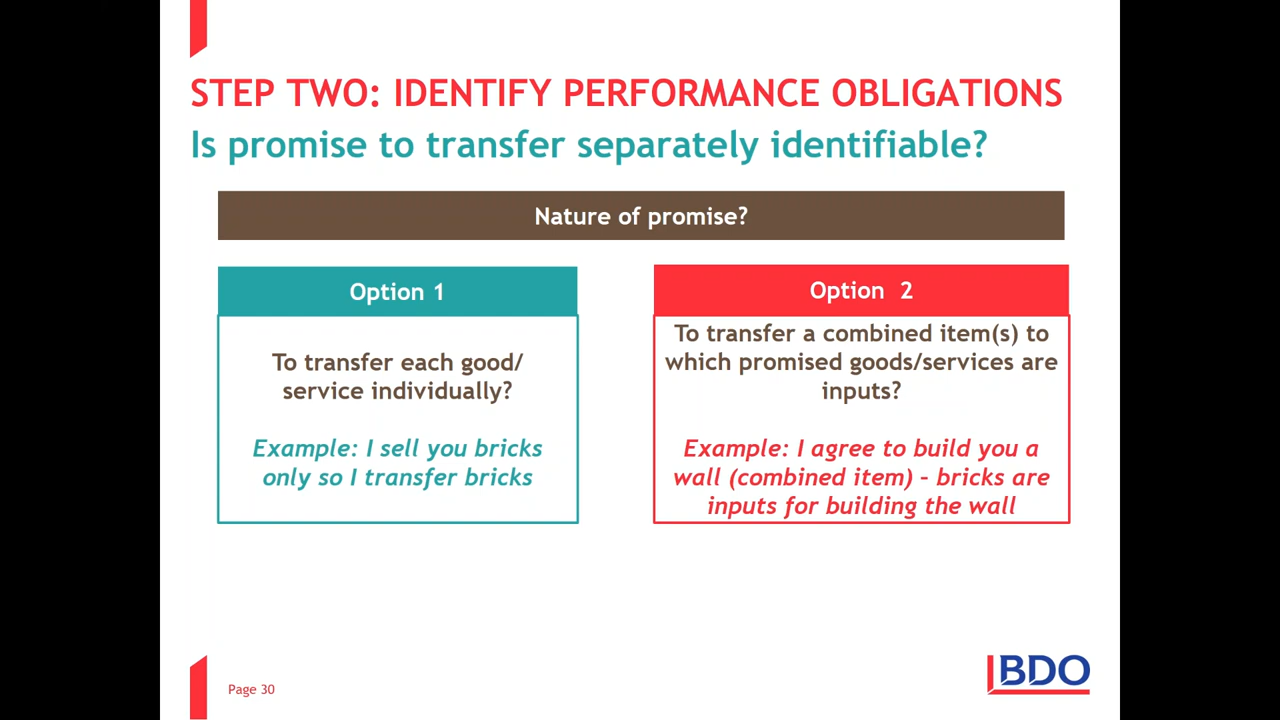 STEP TWO: IDENTIFY PERFORMANCE OBLIGATIONS
Is promise to transfer separately identifiable?
Nature of promise?
Option 1
To transfer each good/
service individually?
Example: I sell you bricks
only so I transfer bricks
Option 2
To transfer a combined item(s) to
which promised goods/services are
inputs?
Example: I agree to build you a
wall (combined item) – bricks are
inputs for building the wall
Page 30
BDO